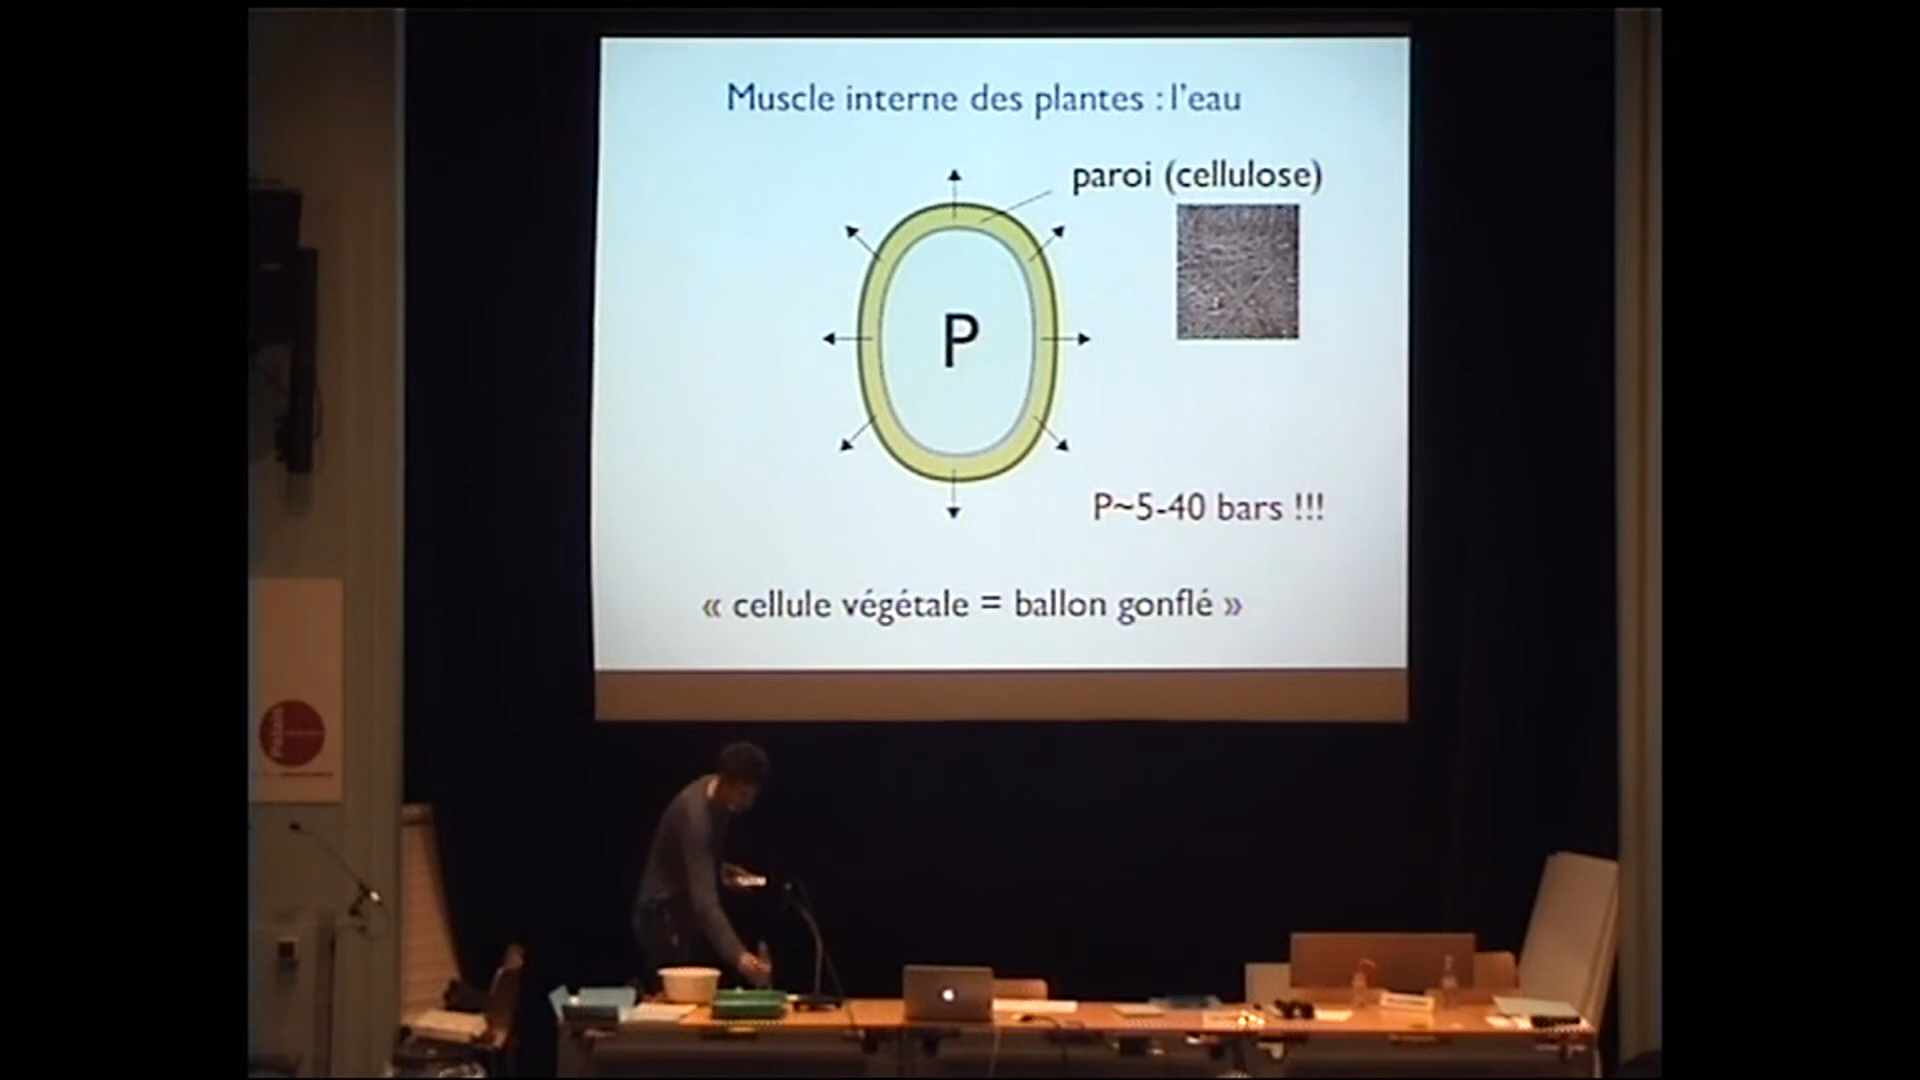 Muscle interne des plantes : l'eau
paroi (cellulose)
P
P~5-40 bars !!!
« cellule végétale = ballon gonflé »